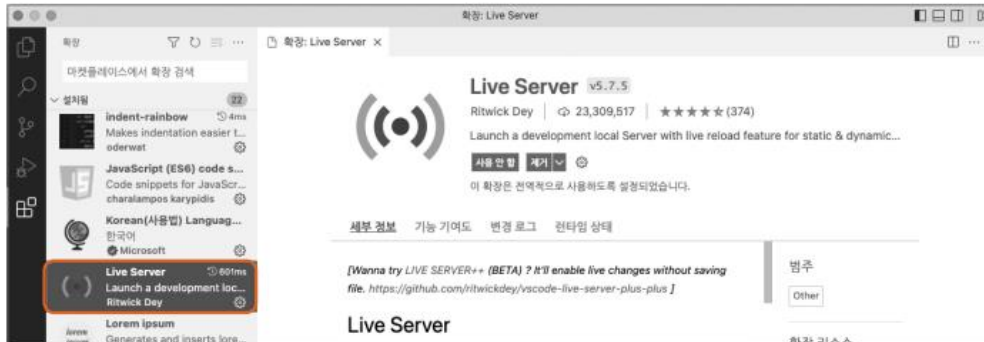 확장: Live Server
확장
확장: Live Server
마켓플레이스에서 확장 검색
설치됨 22
indent-rainbow 4ms
Makes indentation easier t...
oderwat
JavaScript (ES6) code s...
Code snippets for JavaScr...
charalampos karypidis
Korean(사용법) Languag...
한국어
Microsoft
Live Server 601ms
Launch a development loc...
Ritwick Dey
Lorem ipsum
Generates and inserts lore...
Live Server v5.7.5
Ritwick Dey 23,309,517 ★★★★★(374)
Launch a development local Server with live reload feature for static & dynamic...
사용 안 함 제거
이 확장은 전역적으로 사용하도록 설정되었습니다.
세부 정보 기능 기여도 변경 로그 런타임 상태
[Wanna try LIVE SERVER++ (BETA) ? It'll enable live changes without saving
file. https://github.com/ritwickdey/vscode-live-server-plus-plus ]
Live Server
범주
Other
확장 리소스